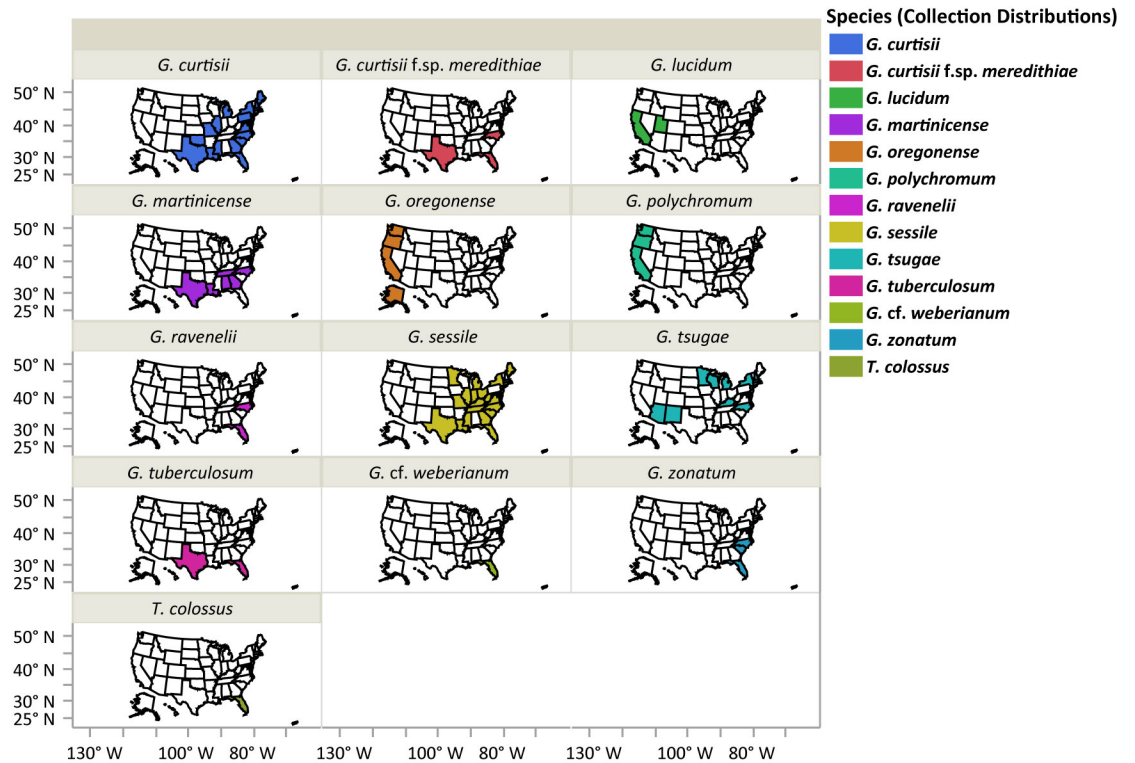 Species (Collection Distributions)
G. curtisii
G. curtisii f.sp. meredithiae
G. lucidum
G. martinicense
G. oregonense
G. polychromum
G. ravenelii
G. sessile
G. tsugae
G. tuberculosum
G. cf. weberianum
G. zonatum
T. colossus
G. curtisii G. curtisii f.sp. meredithiae G. lucidum
50° N
40° N
30° N
25° N
G. martinicense G. oregonense G. polychromum
50° N
40° N
30° N
25° N
G. ravenelii G. sessile G. tsugae
50° N
40° N
30° N
25° N
G. tuberculosum G. cf. weberianum G. zonatum
50° N
40° N
30° N
25° N
T. colossus
50° N
40° N
30° N
25° N
130° W 100° W 80° W 130° W 100° W 80° W 130° W 100° W 80° W